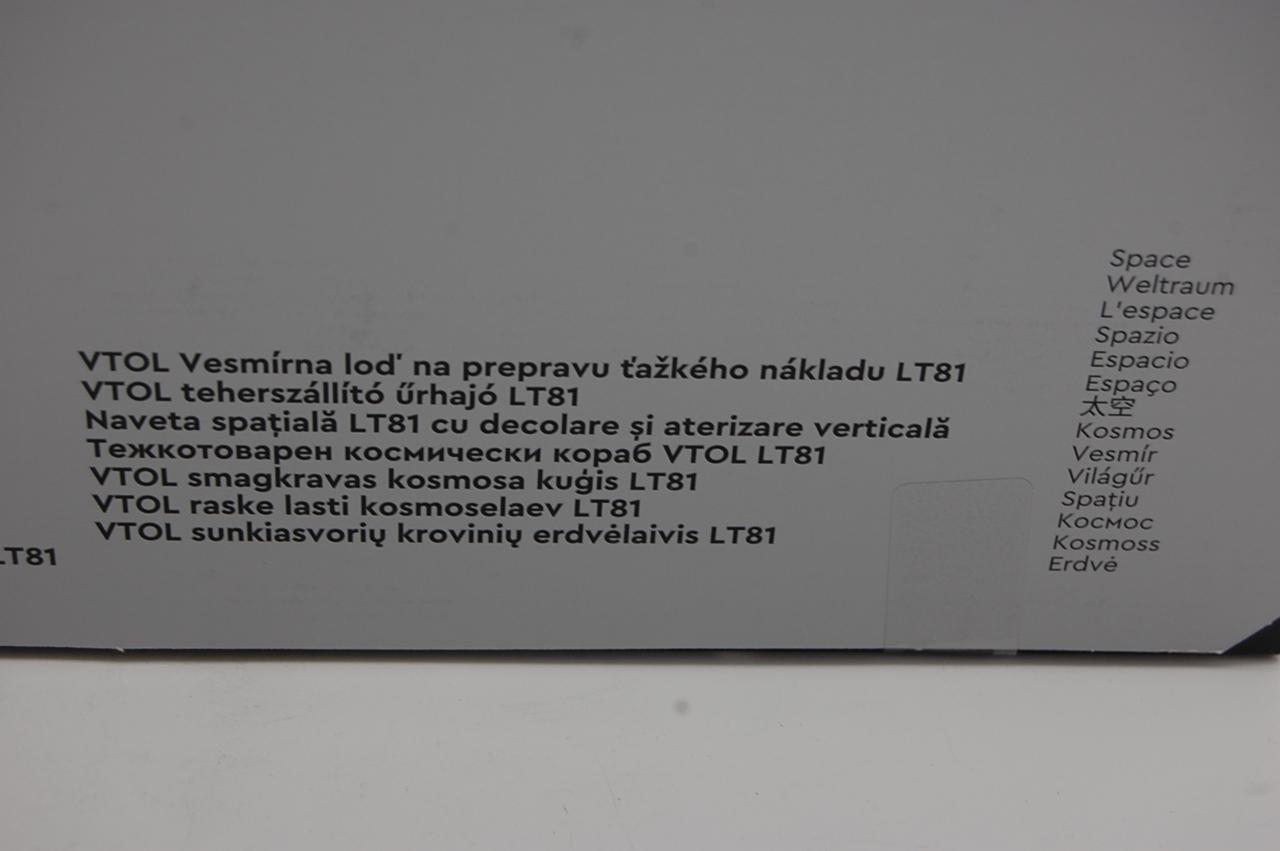 VTOL Vesmírna loď na prepravu ťažkého nákladu LT81
VTOL teherszállító űrhajó LT81
Naveta spațială LT81 cu decolare și aterizare verticală
Тежкотоварен космически кораб VTOL LT81
VTOL smagkravas kosmosa kuģis LT81
VTOL raske lasti kosmoselaev LT81
VTOL sunkiasvorių krovinių erdvėlaivis LT81
LT81
Space
Weltraum
L'espace
Spazio
Espacio
Espaço
太空
Kosmos
Vesmír
Világűr
Spațiu
Космос
Kosmoss
Erdvė